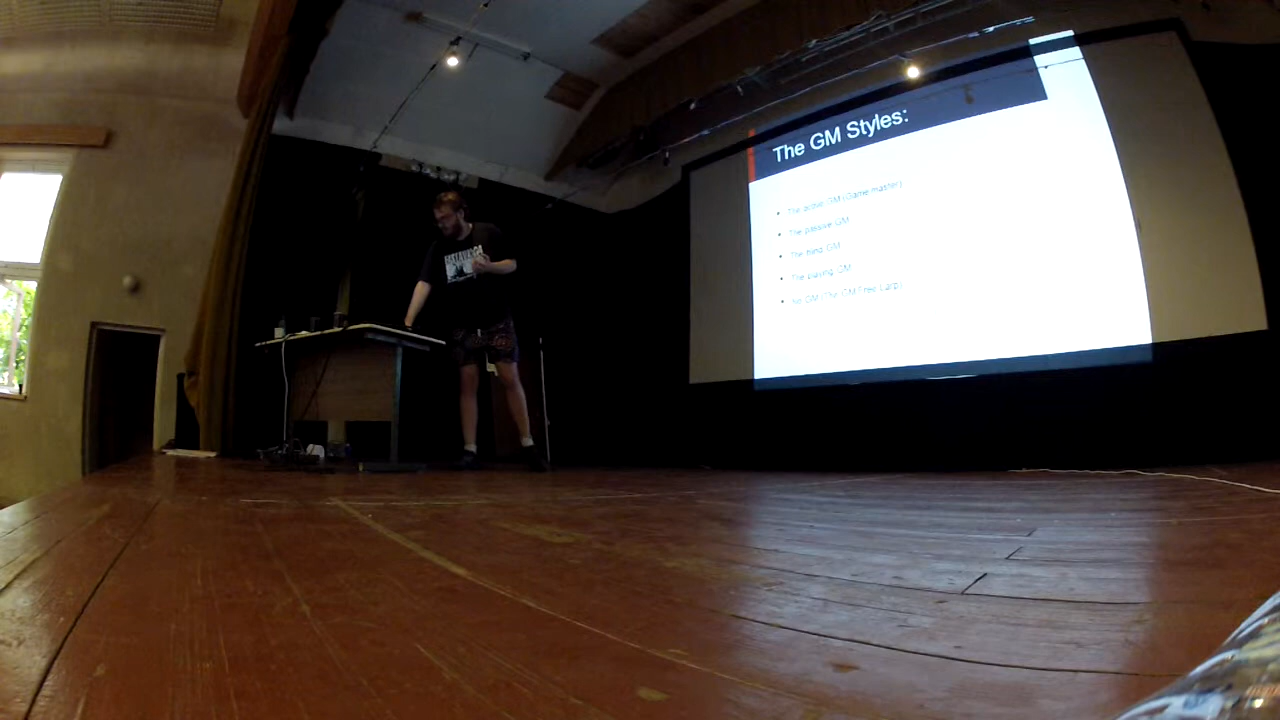 The GM Styles:
The active GM (Game master)
The passive GM
The GM
The playing GM
No GM (The GM Free Larp)